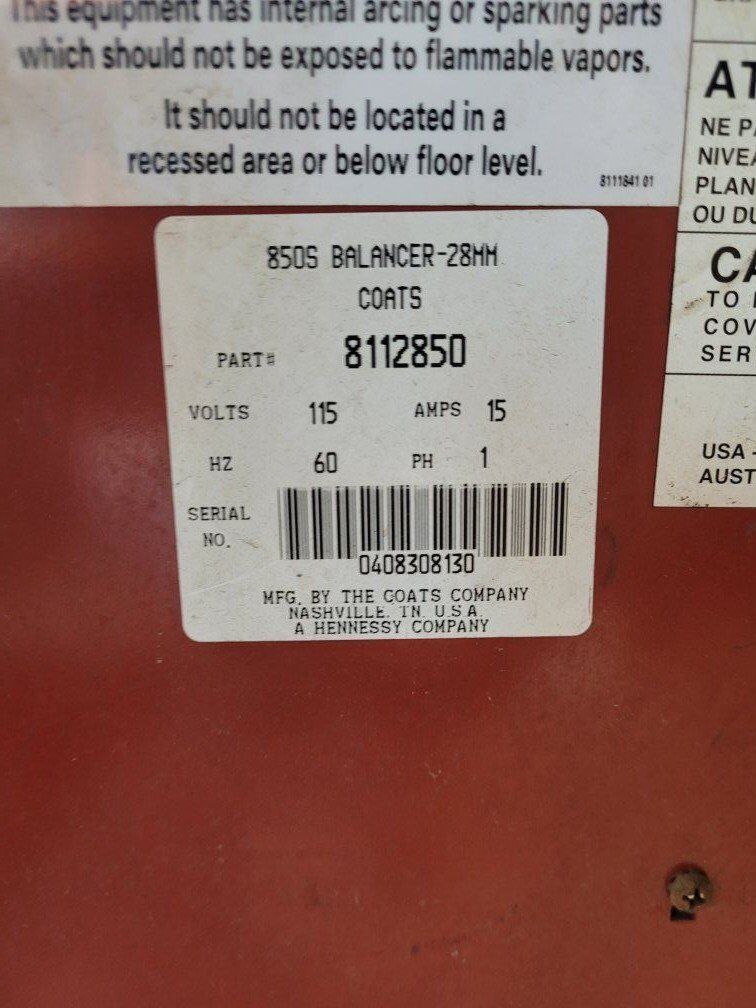 This equipment has internal arcing or sparking parts
which should not be exposed to flammable vapors.
It should not be located in a
recessed area or below floor level.
8111841 01
850S BALANCER-28MM
COATS
PART# 8112850
VOLTS 115 AMPS 15
HZ 60 PH 1
SERIAL
NO.
0408308130
MFG. BY THE COATS COMPANY
NASHVILLE. TN. U.S.A.
A HENNESSY COMPANY
AT
NE P
NIVEA
PLAN
OU DU
CA
TO
COV
SER
USA -
AUST